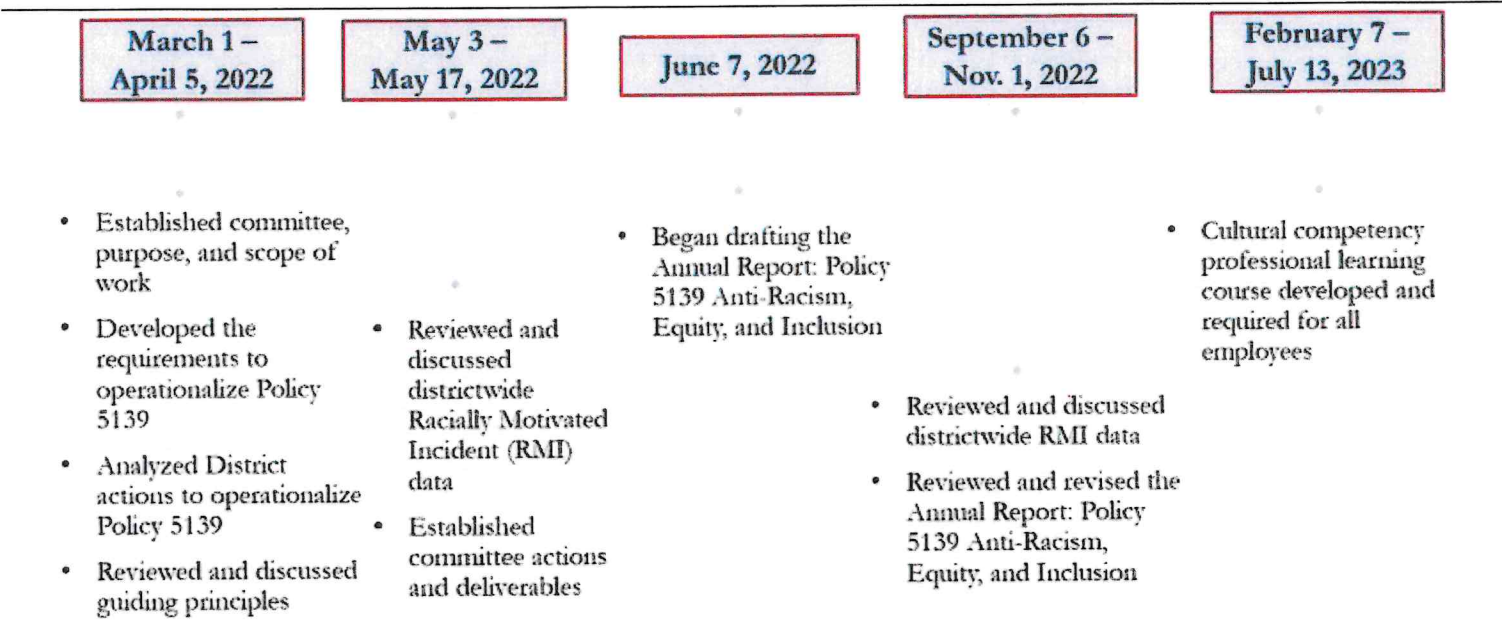 March 1 –
April 5, 2022
May 3 –
May 17, 2022
June 7, 2022
September 6 –
Nov. 1, 2022
February 7 –
July 13, 2023
• Established committee,
purpose, and scope of
work
• Developed the
requirements to
operationalize Policy
5139
• Analyzed District
actions to operationalize
Policy 5139
• Reviewed and discussed
guiding principles
• Reviewed and
discussed
districtwide
Racially Motivated
Incident (RMI)
data
• Established
committee actions
and deliverables
• Began drafting the
Annual Report: Policy
5139 Anti-Racism,
Equity, and Inclusion
• Reviewed and discussed
districtwide RMI data
• Reviewed and revised the
Annual Report: Policy
5139 Anti-Racism,
Equity, and Inclusion
• Cultural competency
professional learning
course developed and
required for all
employees